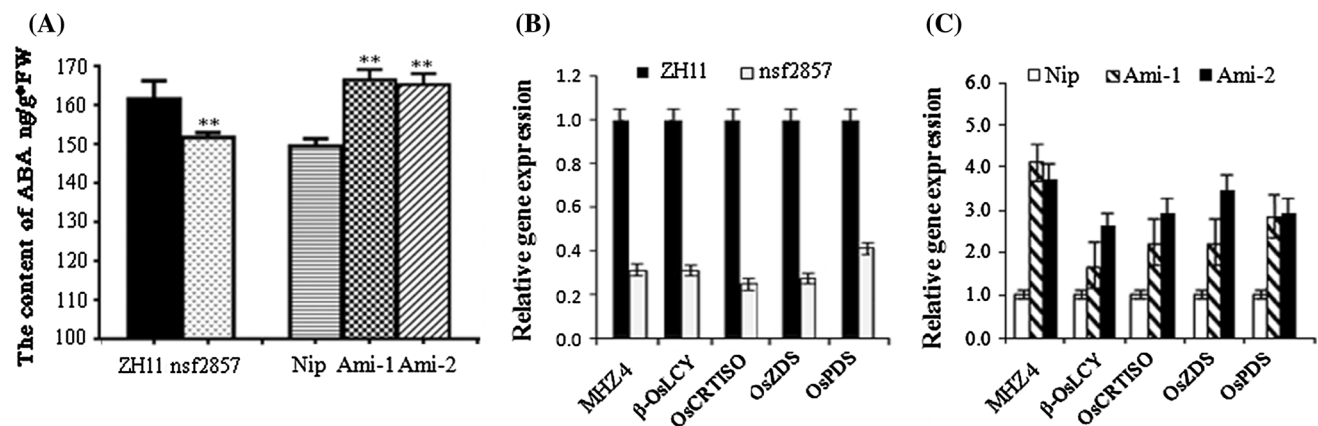 (A)
The content of ABA ng/g*FW
170
160
150
140
130
120
110
100
**
**
**
ZH11 nsf2857 Nip Ami-1 Ami-2
(B)
ZH11 nsf2857
Relative gene expression
1.2
1.0
0.8
0.6
0.4
0.2
0.0
MHZ4
β-OsLCY
OsCRTISO
OsZDS
OsPDS
(C)
Nip Ami-1 Ami-2
Relative gene expression
6.0
5.0
4.0
3.0
2.0
1.0
0.0
MHZ4
β-OsLCY
OsCRTISO
OsZDS
OsPDS